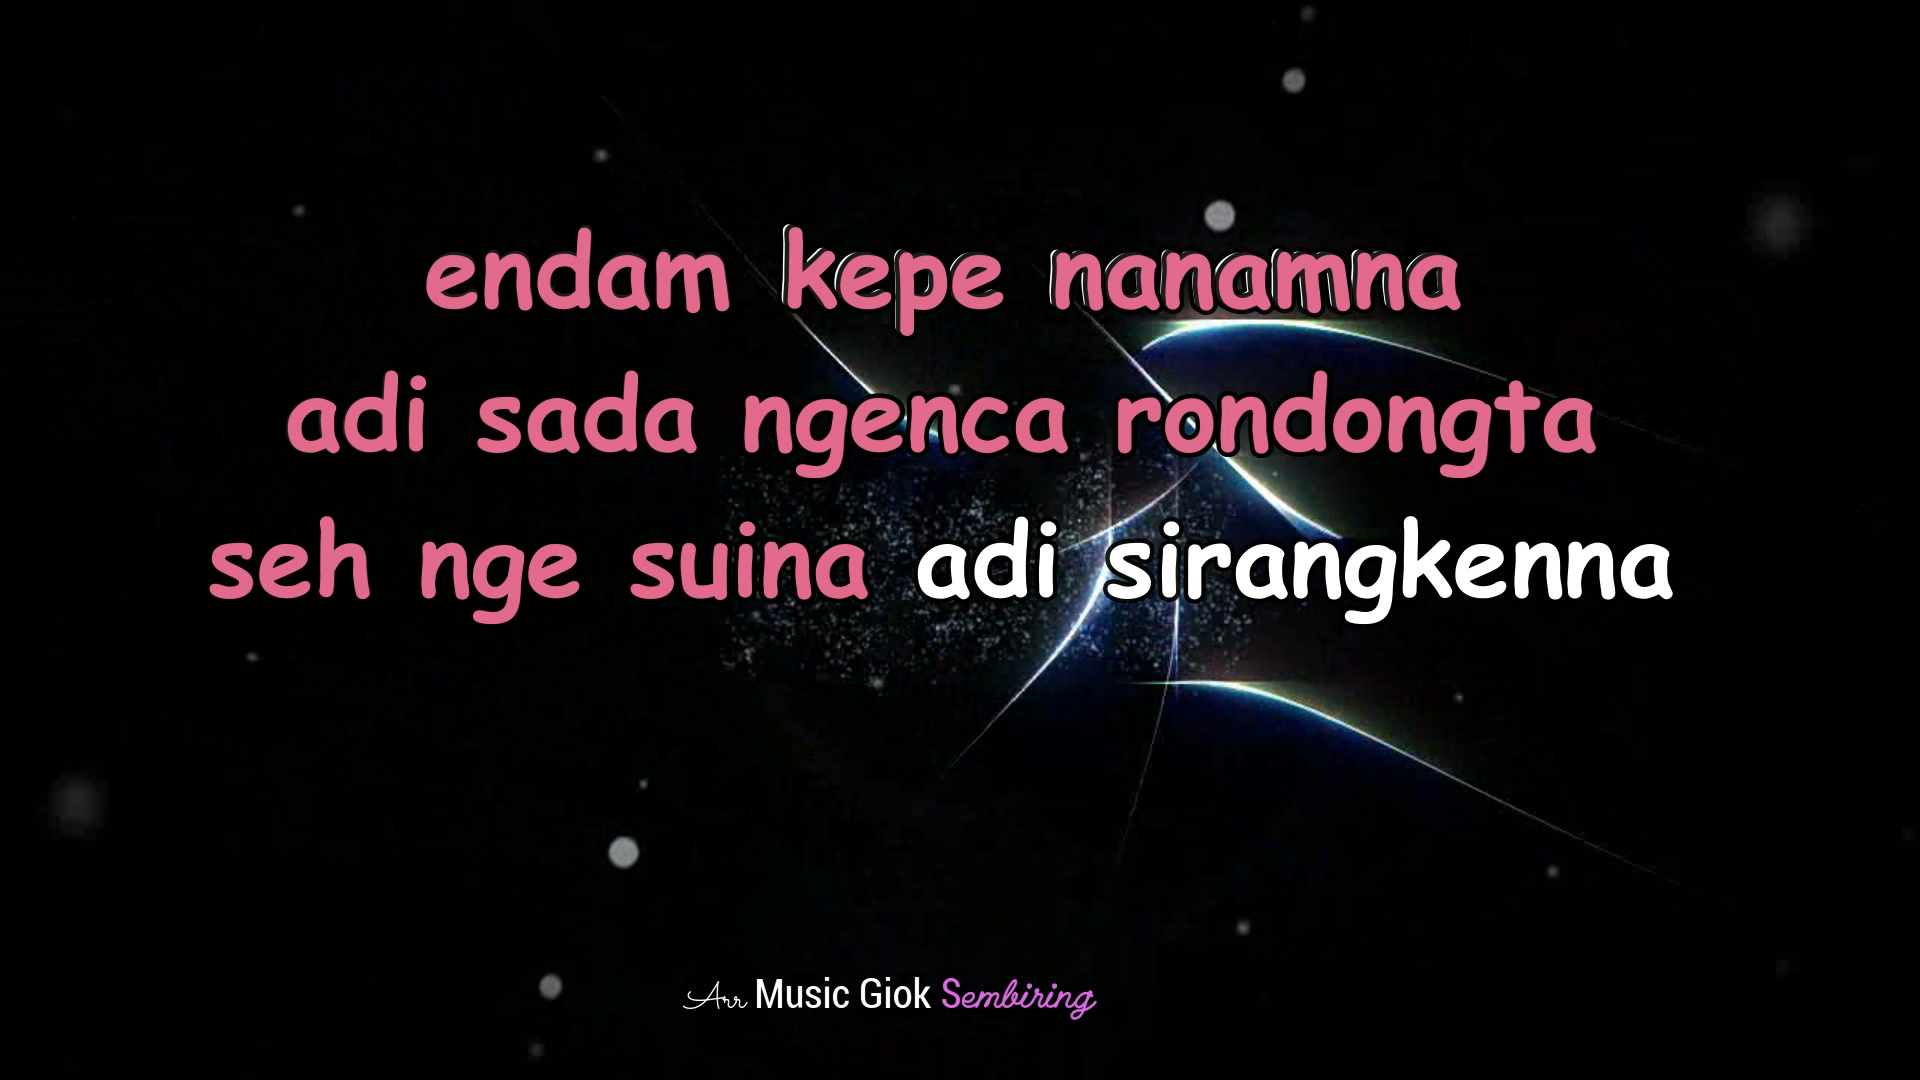 endam kepe nanamna
adi sada ngenca rondongta
seh nge suina adi sirangkenna
Arr Music Giok Sembiring